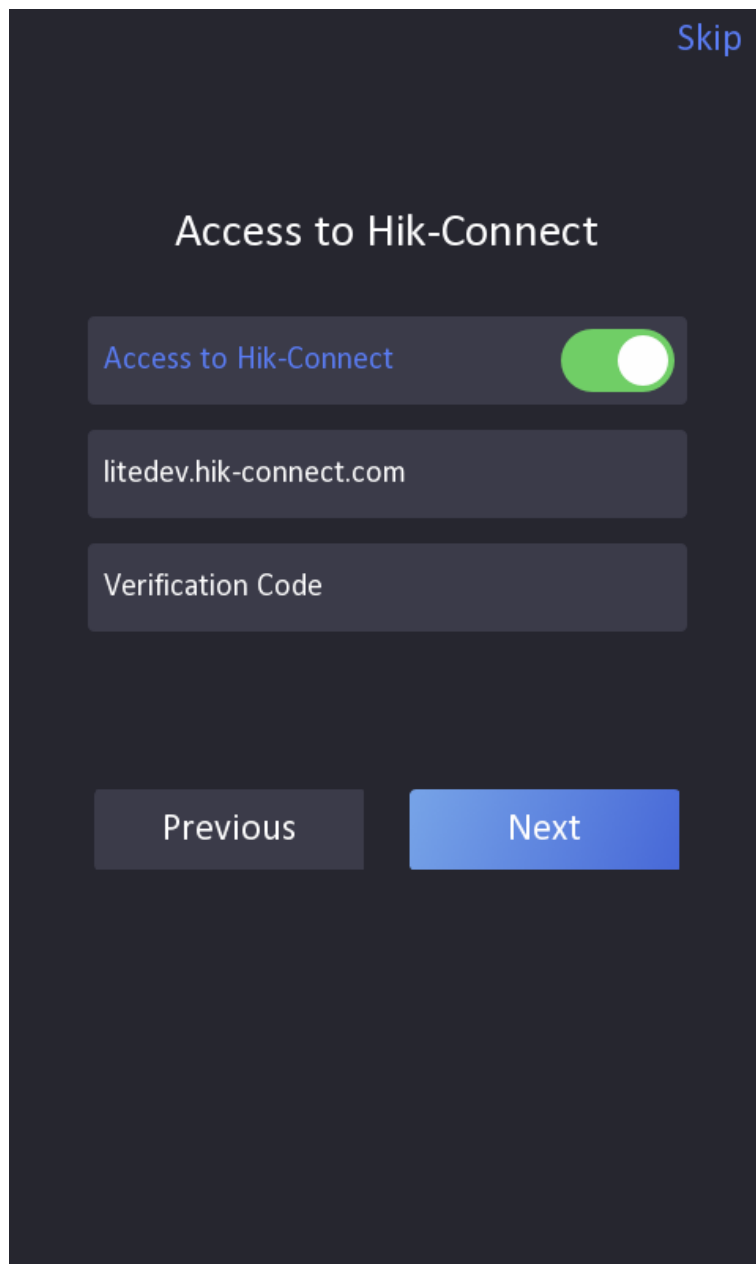 Skip
Access to Hik-Connect
Access to Hik-Connect
litedev.hik-connect.com
Verification Code
Previous
Next